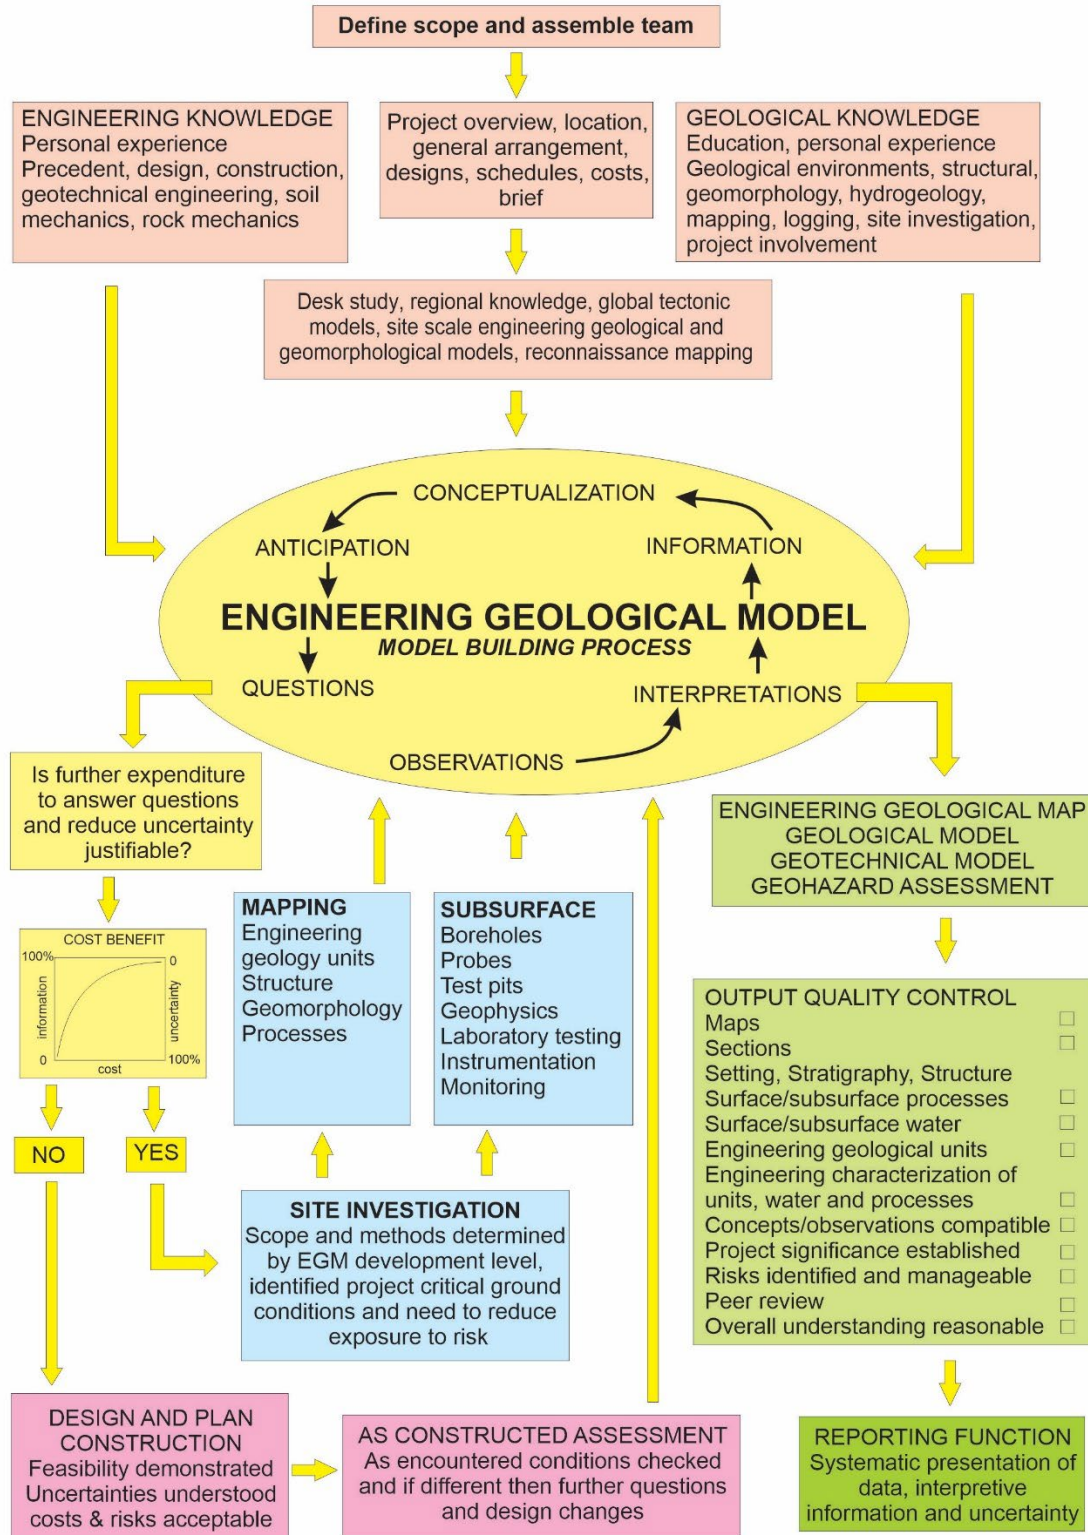 Define scope and assemble team
ENGINEERING KNOWLEDGE
Personal experience
Precedent, design, construction,
geotechnical engineering, soil
mechanics, rock mechanics
Project overview, location,
general arrangement,
designs, schedules, costs,
brief
GEOLOGICAL KNOWLEDGE
Education, personal experience
Geological environments, structural,
geomorphology, hydrogeology,
mapping, logging, site investigation,
project involvement
Desk study, regional knowledge, global tectonic
models, site scale engineering geological and
geomorphological models, reconnaissance mapping
CONCEPTUALIZATION
ANTICIPATION
INFORMATION
ENGINEERING GEOLOGICAL MODEL
MODEL BUILDING PROCESS
QUESTIONS
INTERPRETATIONS
OBSERVATIONS
Is further expenditure
to answer questions
and reduce uncertainty
justifiable?
COST BENEFIT
100%
0
information
uncertainty
0
100%
cost
NO
YES
MAPPING
Engineering
geology units
Structure
Geomorphology
Processes
SUBSURFACE
Boreholes
Probes
Test pits
Geophysics
Laboratory testing
Instrumentation
Monitoring
SITE INVESTIGATION
Scope and methods determined
by EGM development level,
identified project critical ground
conditions and need to reduce
exposure to risk
ENGINEERING GEOLOGICAL MAP
GEOLOGICAL MODEL
GEOTECHNICAL MODEL
GEOHAZARD ASSESSMENT
OUTPUT QUALITY CONTROL
Maps
Sections
Setting, Stratigraphy, Structure
Surface/subsurface processes
Surface/subsurface water
Engineering geological units
Engineering characterization of
units, water and processes
Concepts/observations compatible
Project significance established
Risks identified and manageable
Peer review
Overall understanding reasonable
DESIGN AND PLAN
CONSTRUCTION
Feasibility demonstrated
Uncertainties understood
costs & risks acceptable
AS CONSTRUCTED ASSESSMENT
As encountered conditions checked
and if different then further questions
and design changes
REPORTING FUNCTION
Systematic presentation of
data, interpretive
information and uncertainty